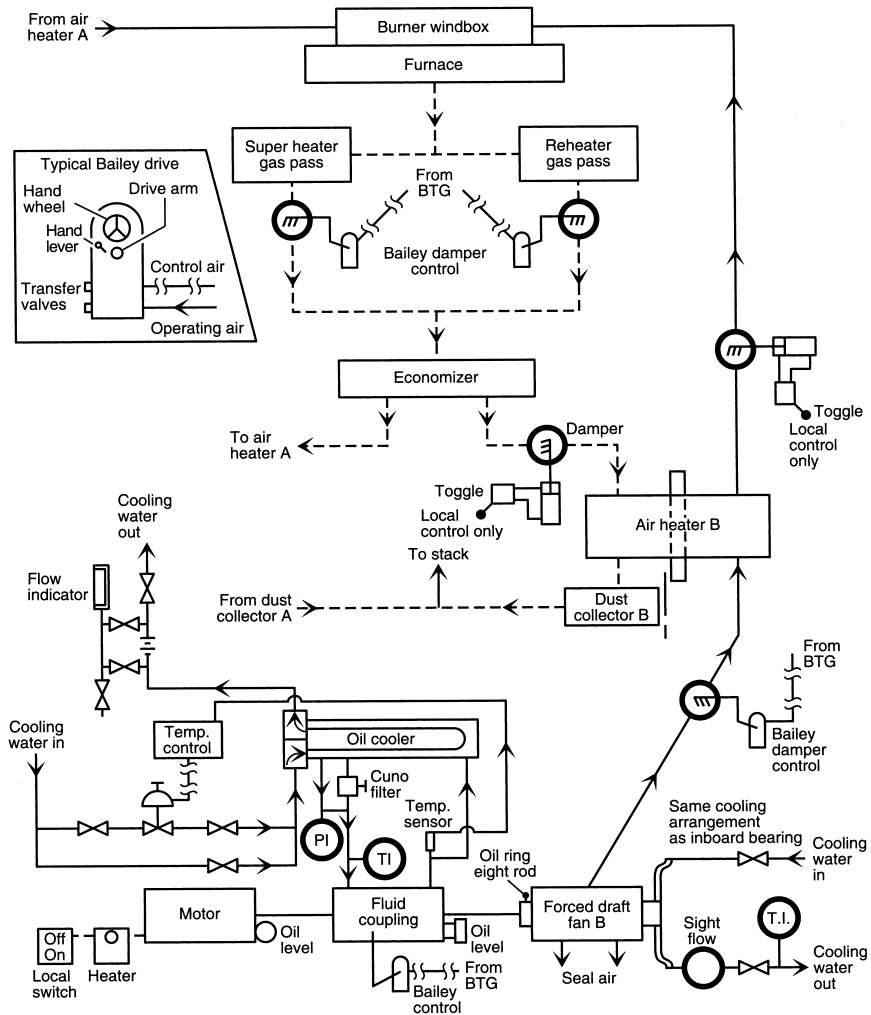 From air
heater A
Burner windbox
Furnace
Super heater
gas pass
Reheater
gas pass
From
BTG
Typical Bailey drive
Hand
wheel
Drive arm
Hand
lever
Control air
Transfer
valves
Operating air
Bailey damper
control
Economizer
Toggle
Local
control
only
To air
heater A
Damper
Toggle
Local
control only
Air heater B
Cooling
water
out
To stack
Flow
indicator
From dust
collector A
Dust
collector B
From
BTG
Bailey
damper
control
Cooling
water in
Temp.
control
Oil cooler
Cuno
filter
Temp.
sensor
Same cooling
arrangement
as inboard bearing
PI
TI
Oil ring
eight rod
Cooling
water
in
Motor
Fluid
coupling
Forced draft
fan B
T.I.
Sight
flow
Off
On
Oil
level
Oil
level
Seal air
Cooling
water
out
Local
switch
Heater
From
BTG
Bailey
control